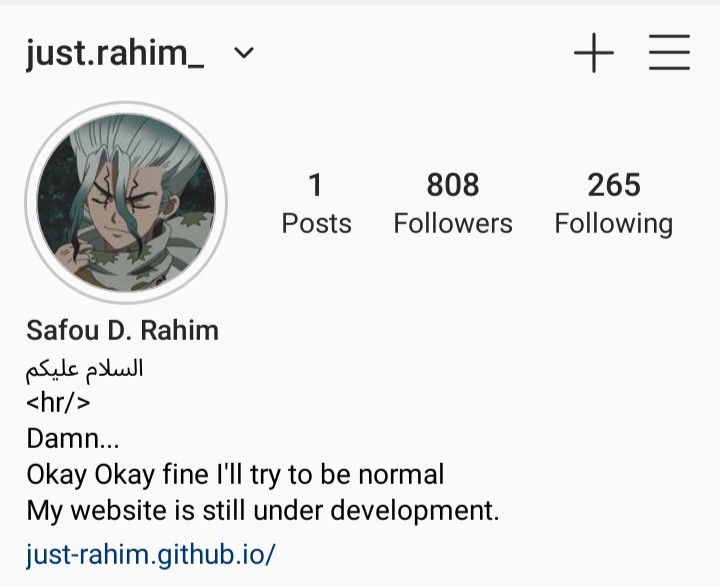 just.rahim_
1
808
265
Posts
Followers
Following
Safou D. Rahim
السلام عليكم
<hr/>
Damn...
Okay Okay fine I'll try to be normal
My website is still under development.
just-rahim.github.io/